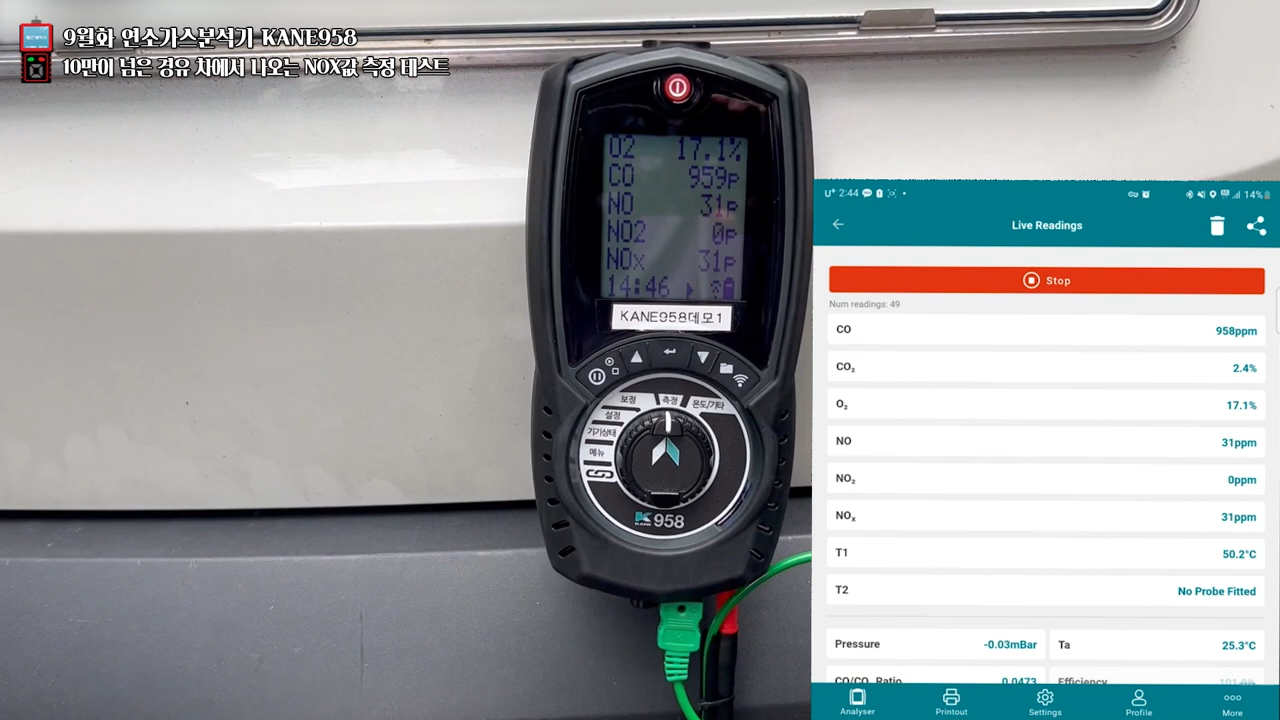 9월화 연소가스분석기 KANE958
10만이 넘은 경유 차에서 나오는 NOX값 측정 테스트
O2 17.1%
CO 959p
NO 31p
NO2 0p
NOx 31p
14:46
KANE958데모1
보정
측정
온도/기타
설정
기기상태
메뉴
KANE 958
U+ 2:44
14%
Live Readings
Stop
Num readings: 49
CO 958ppm
CO₂ 2.4%
O₂ 17.1%
NO 31ppm
NO₂ 0ppm
NOₓ 31ppm
T1 50.2°C
T2 No Probe Fitted
Pressure -0.03mBar Ta 25.3°C
CO/CO₂ Ratio 0.0473 Efficiency
Analyser Printout Settings Profile More